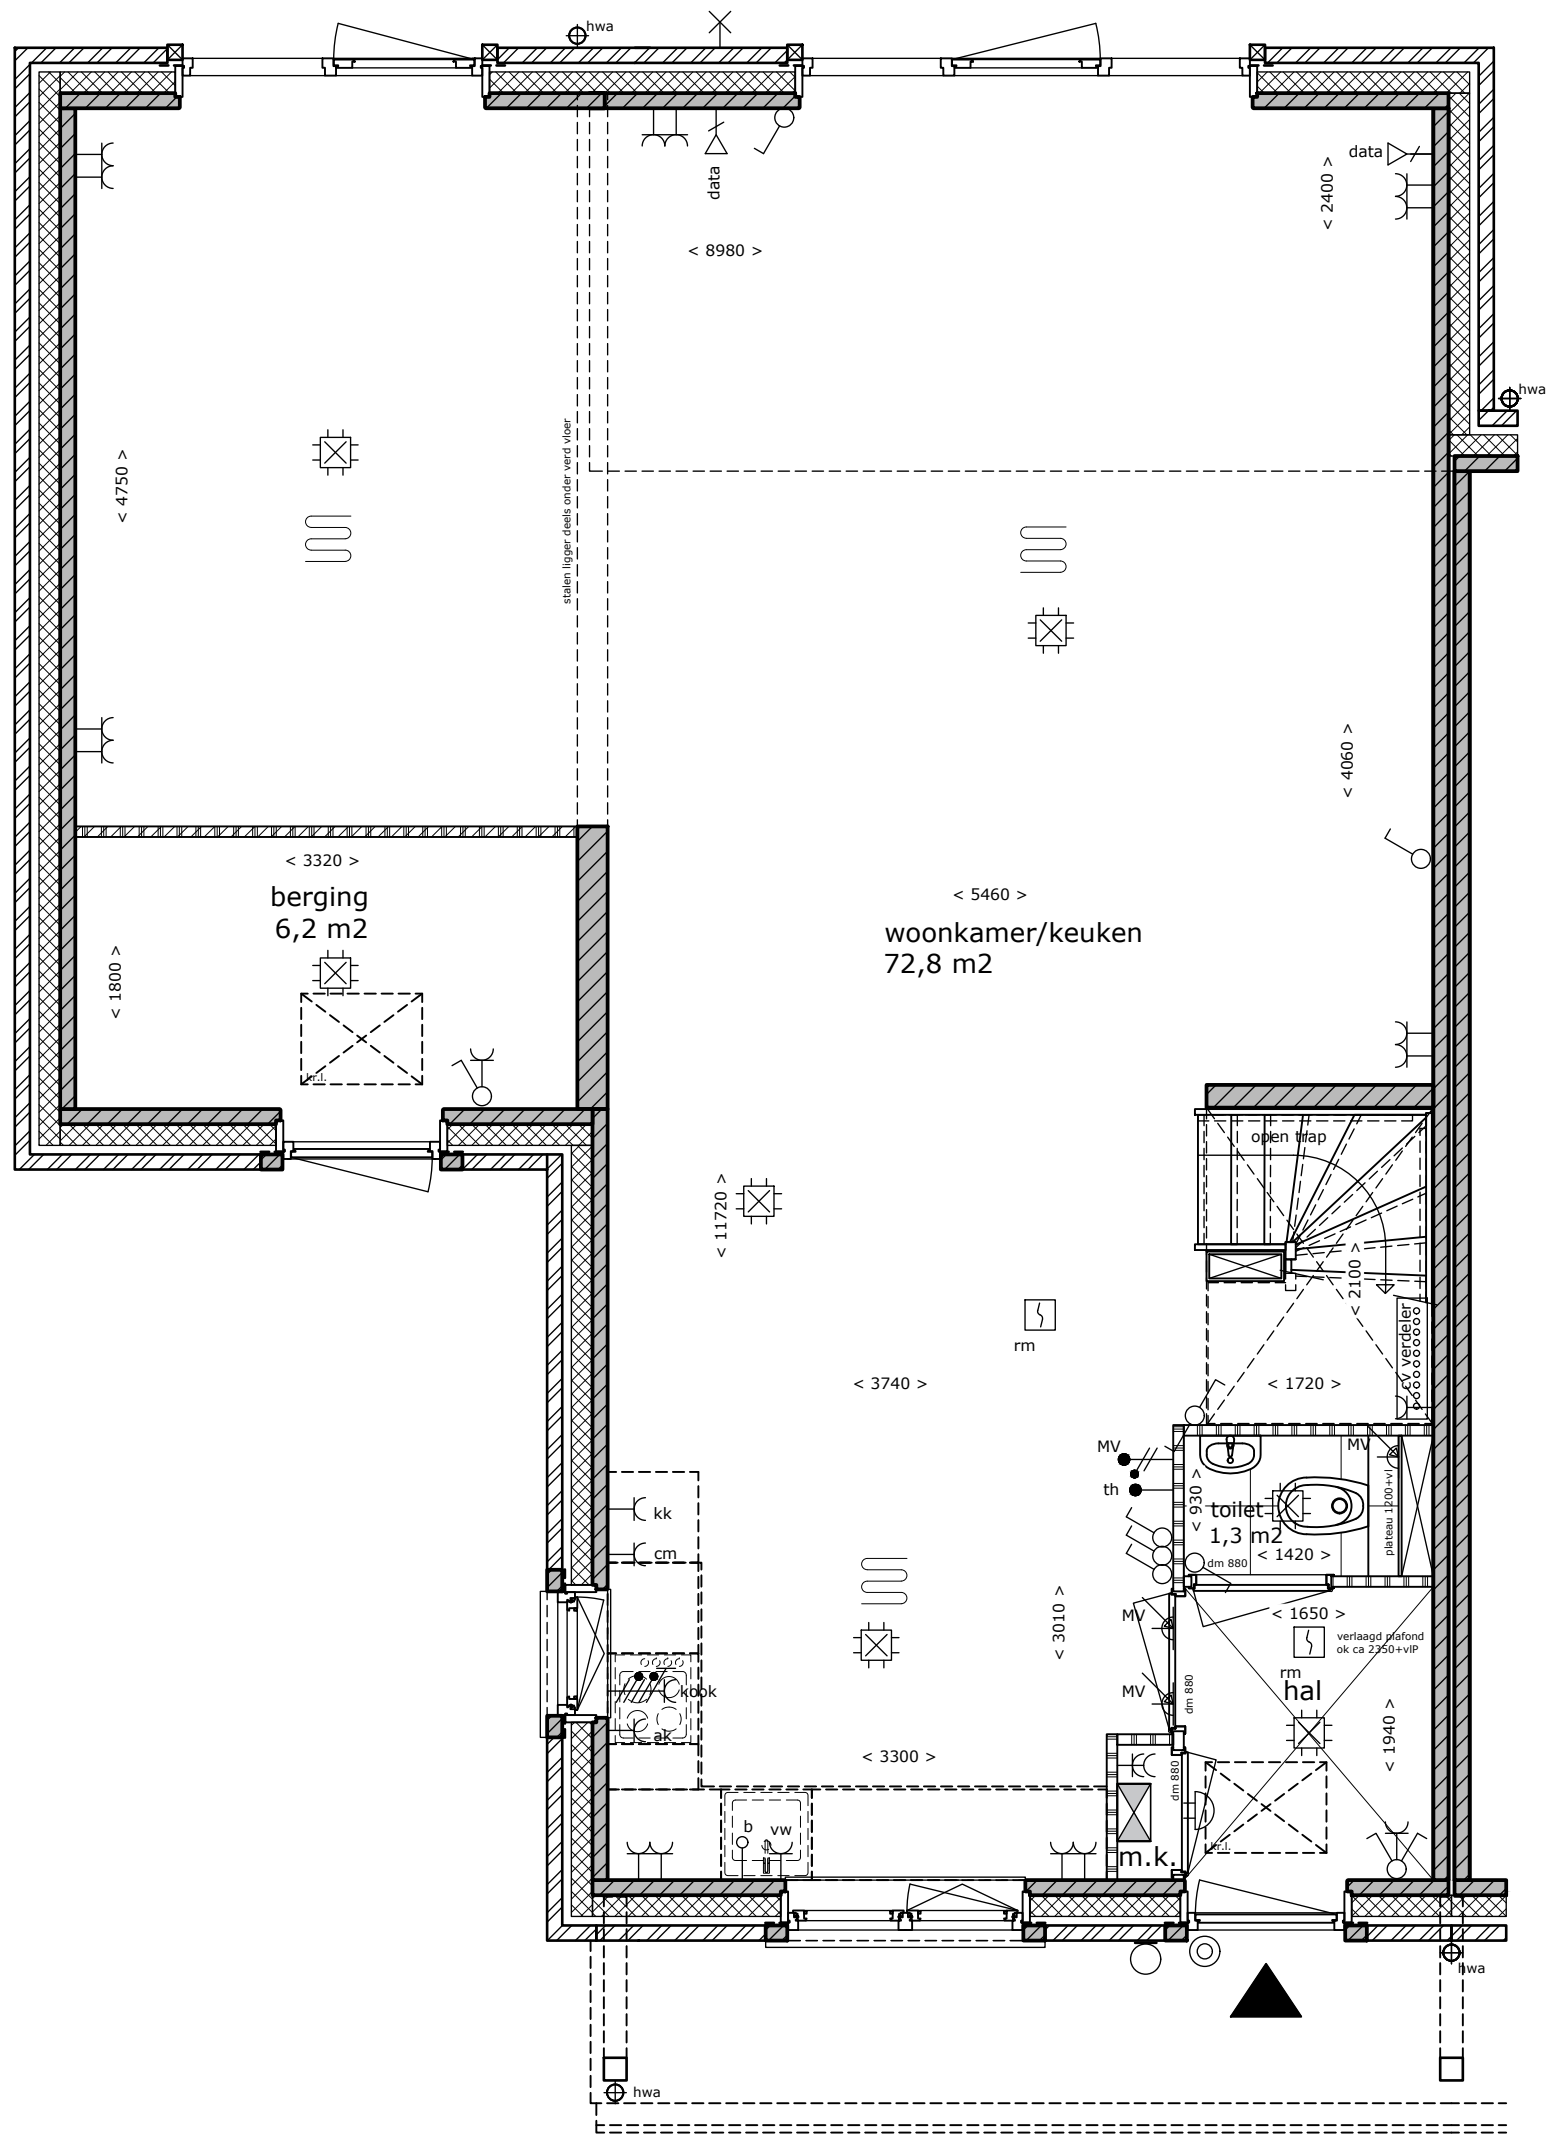 hwa
data
data
< 2400 >
< 8980 >
hwa
< 4750 >
stalen ligger deels onder verd vloer
< 4060 >
< 3320 >
berging
6,2 m2
< 5460 >
woonkamer/keuken
72,8 m2
< 1800 >
kr.l.
open trap
< 11720 >
< 2100 >
rm
cv verdeler
< 3740 >
< 1720 >
MV
MV
th
< 930 >
kk
toilet
1,3 m2
plateau 1200+vl
cm
< 1420 >
dm 880
< 3010 >
MV
< 1650 >
verlaagd plafond
ok ca 2350+vlP
rm
hal
kook
MV
dm 880
ak
< 1940 >
< 3300 >
dm 880
b
vw
kr.l.
m.k.
hwa
hwa